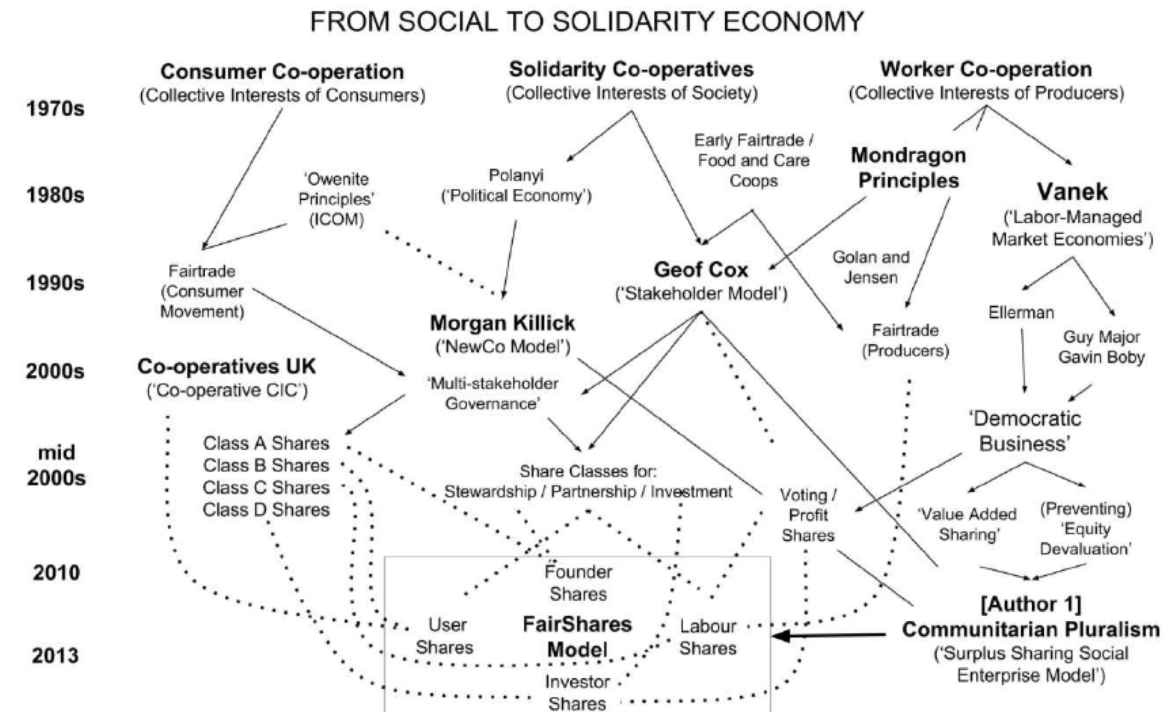 FROM SOCIAL TO SOLIDARITY ECONOMY
Consumer Co-operation
(Collective Interests of Consumers)
Solidarity Co-operatives
(Collective Interests of Society)
Worker Co-operation
(Collective Interests of Producers)
1970s
Early Fairtrade /
Food and Care
Coops
Mondragon
Principles
'Owenite
Principles'
(ICOM)
Polanyi
('Political Economy')
1980s
Vanek
('Labor-Managed
Market Economies')
Fairtrade
(Consumer
Movement)
Geof Cox
('Stakeholder Model')
Golan and
Jensen
1990s
Morgan Killick
('NewCo Model')
Fairtrade
(Producers)
Ellerman
Guy Major
Gavin Boby
Co-operatives UK
('Co-operative CIC')
2000s
'Multi-stakeholder
Governance'
'Democratic
Business'
mid
2000s
Class A Shares
Class B Shares
Class C Shares
Class D Shares
Share Classes for:
Stewardship / Partnership / Investment
Voting /
Profit
Shares
'Value Added
Sharing'
(Preventing)
'Equity
Devaluation'
2010
Founder
Shares
User
Shares
FairShares
Model
Labour
Shares
[Author 1]
Communitarian Pluralism
('Surplus Sharing Social
Enterprise Model')
2013
Investor
Shares